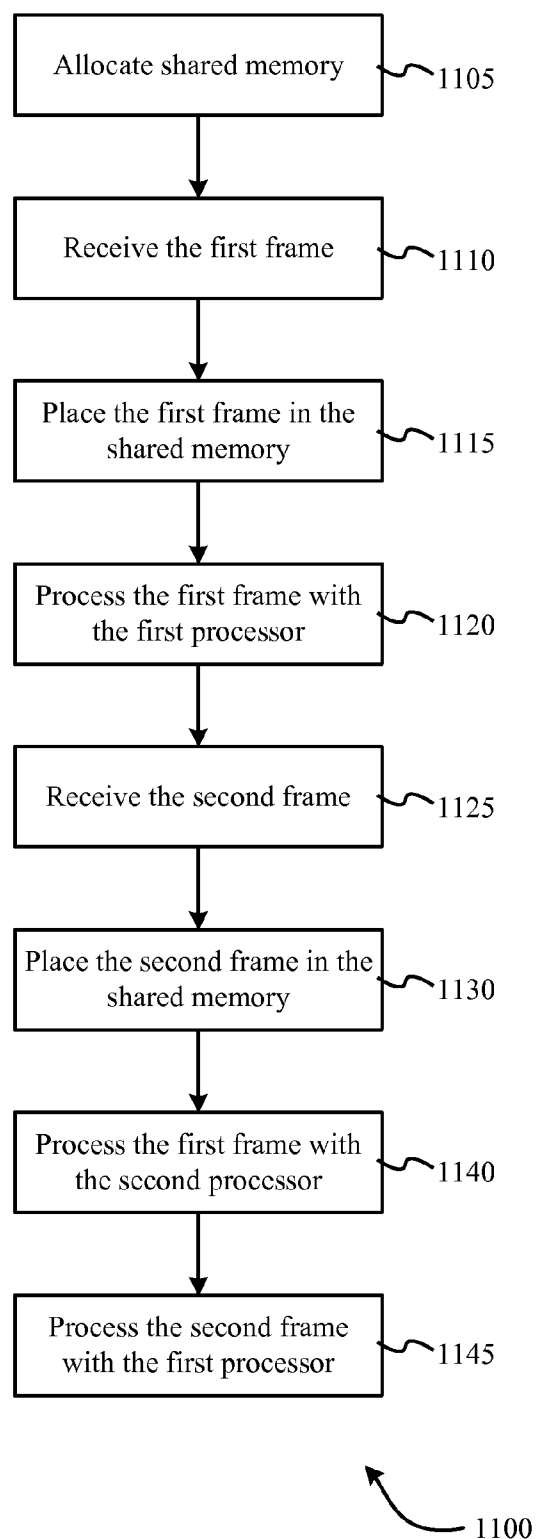 Allocate shared memory
1105
Receive the first frame
1110
Place the first frame in the
shared memory
1115
Process the first frame with
the first processor
1120
Receive the second frame
1125
Place the second frame in the
shared memory
1130
Process the first frame with
the second processor
1140
Process the second frame
with the first processor
1145
1100